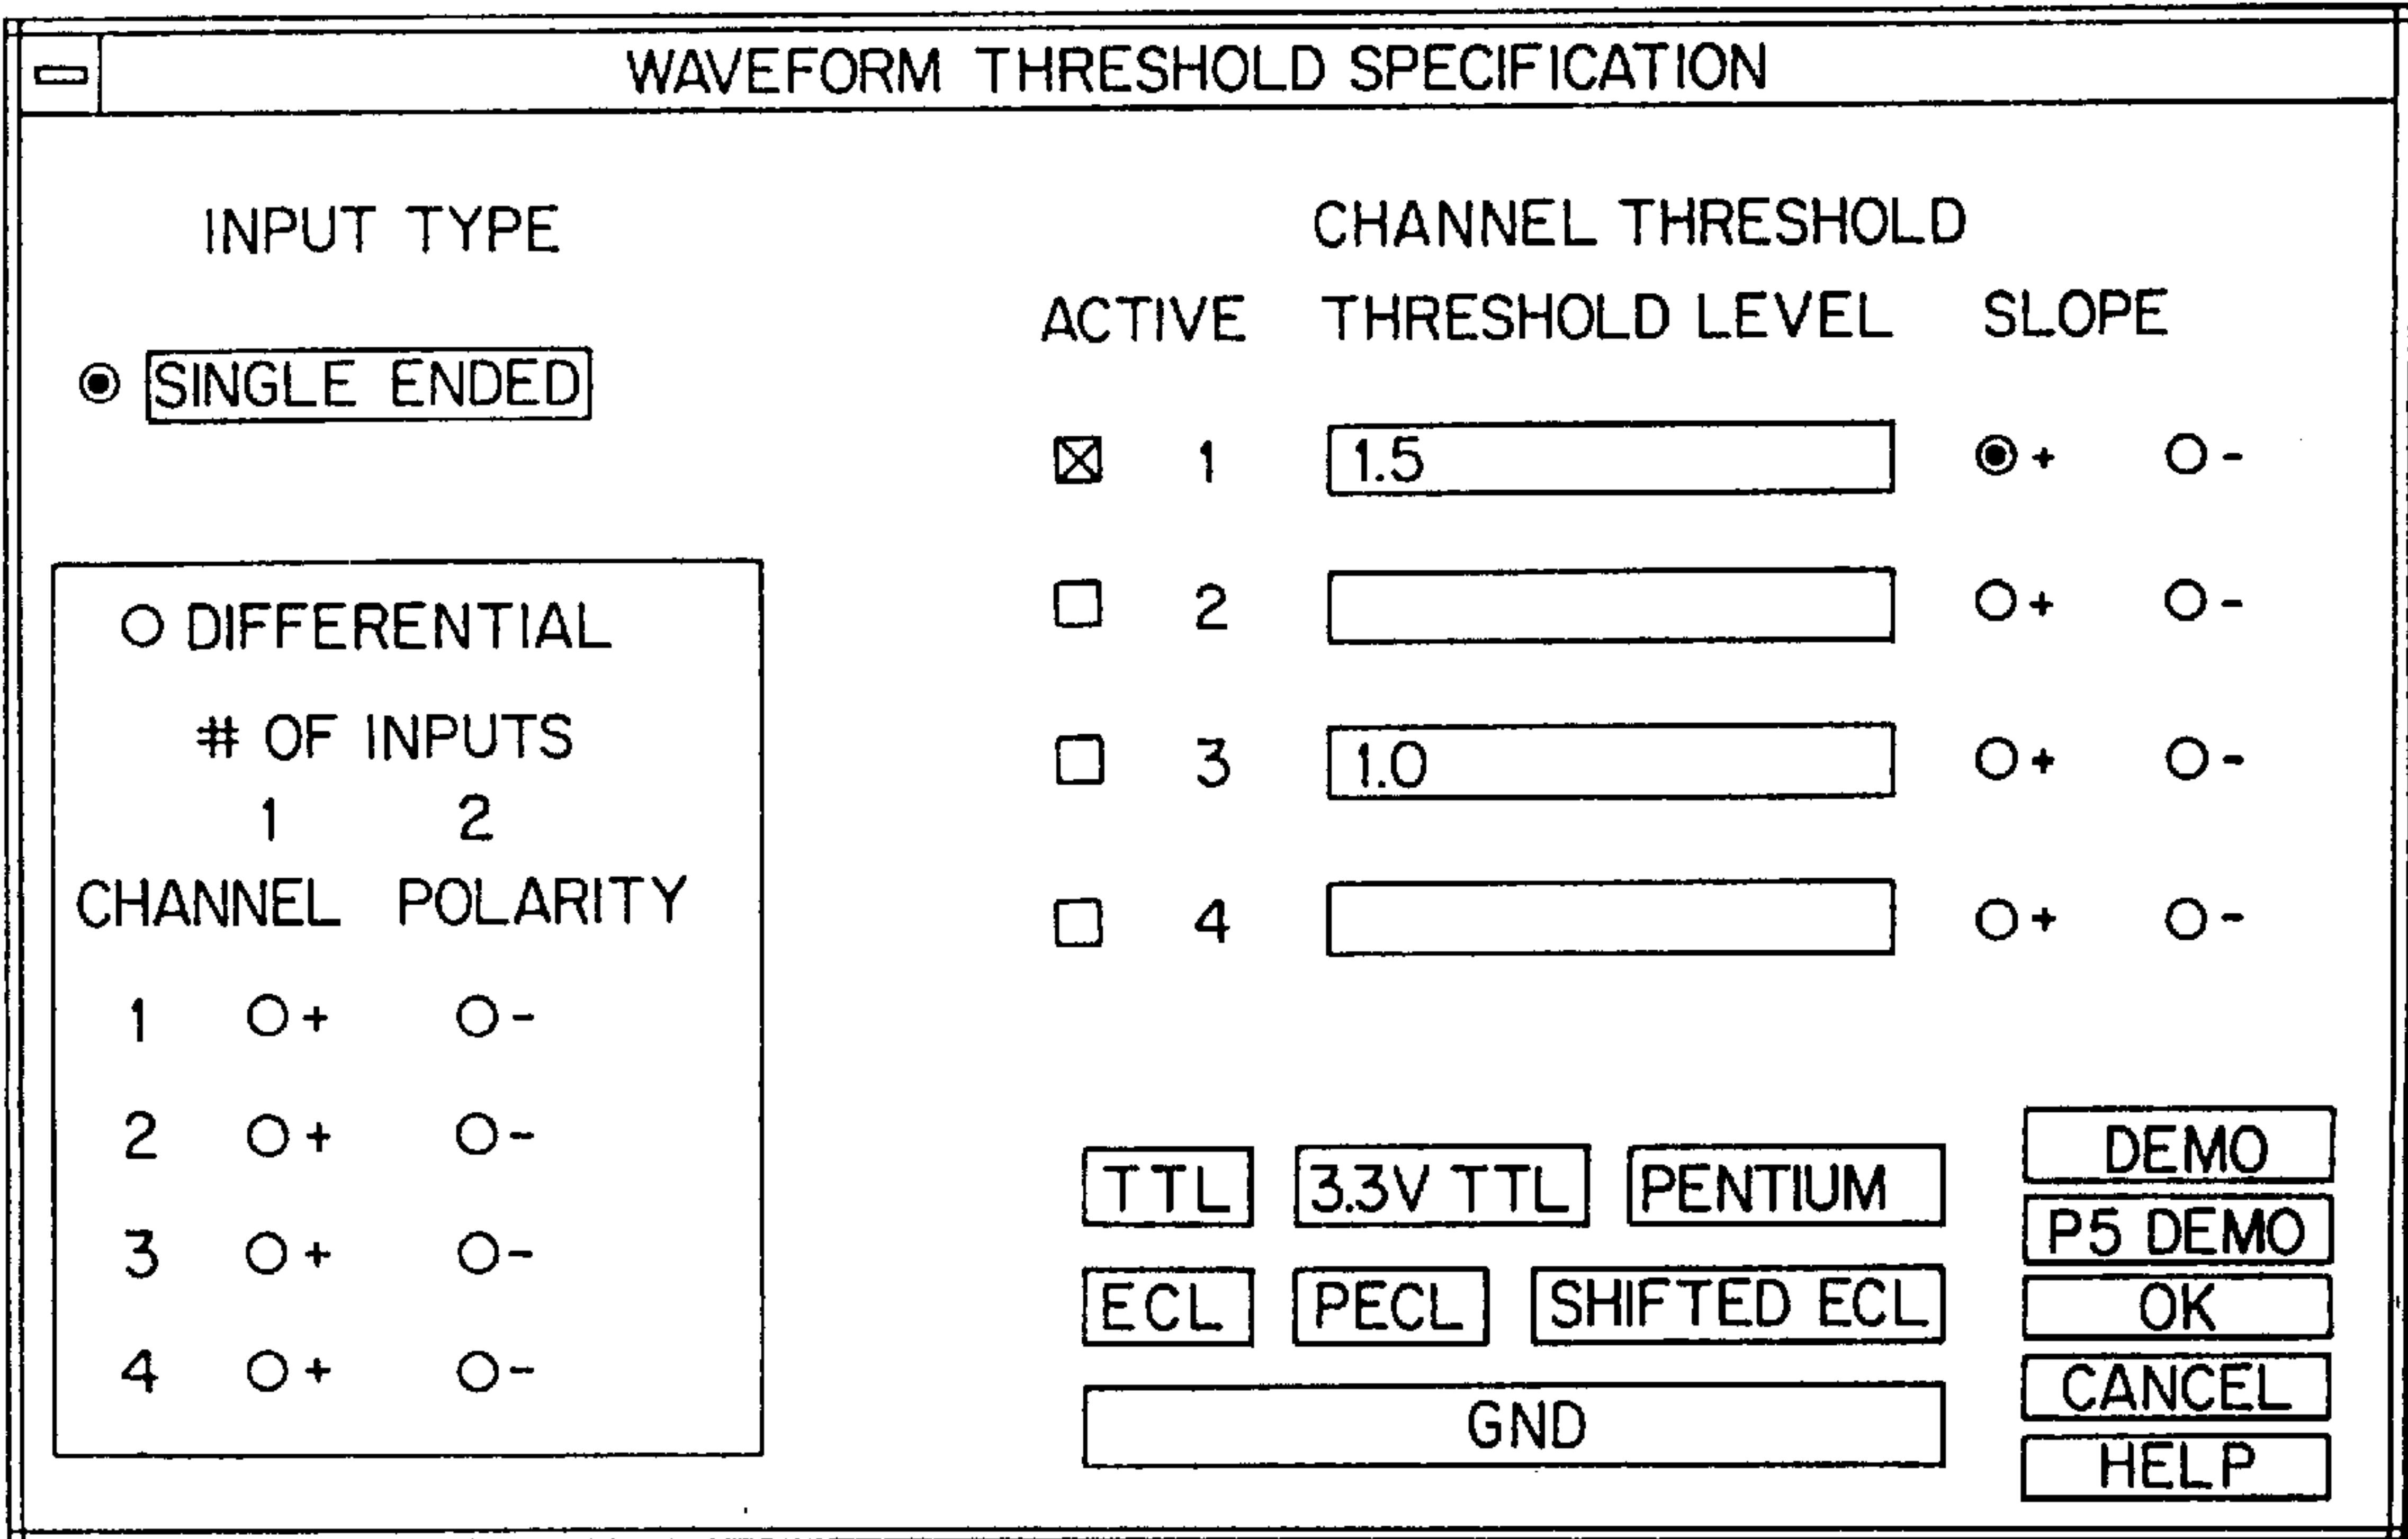 WAVEFORM THRESHOLD SPECIFICATION
INPUT TYPE
SINGLE ENDED
DIFFERENTIAL
# OF INPUTS
1 2
CHANNEL POLARITY
1 + -
2 + -
3 + -
4 + -
CHANNEL THRESHOLD
ACTIVE THRESHOLD LEVEL SLOPE
1 1.5 + -
2 + -
3 1.0 + -
4 + -
TTL 3.3V TTL PENTIUM
ECL PECL SHIFTED ECL
GND
DEMO
P5 DEMO
OK
CANCEL
HELP